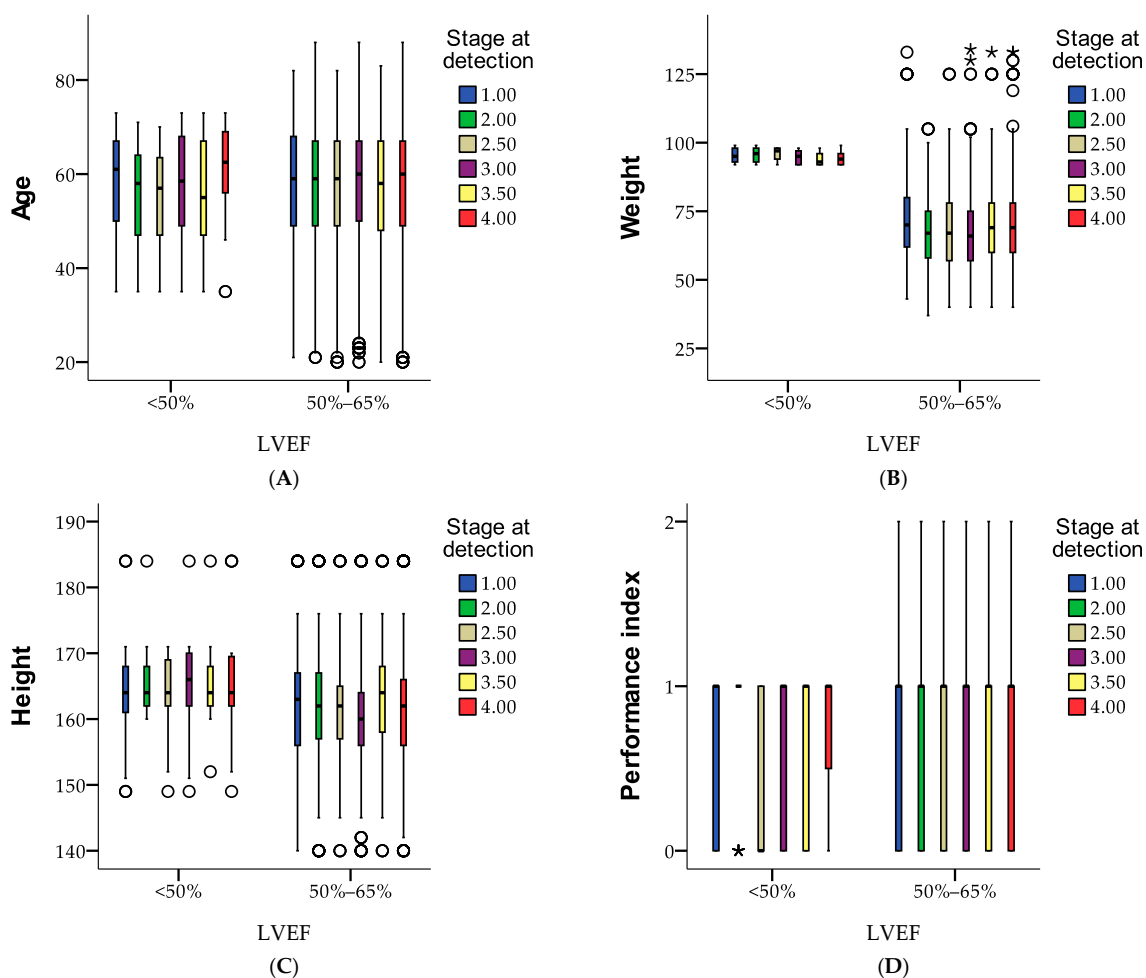 Age
80
60
40
20
<50%
50%–65%
LVEF
Stage at
detection
1.00
2.00
2.50
3.00
3.50
4.00
(A)
Weight
125
100
75
50
25
<50%
50%–65%
LVEF
Stage at
detection
1.00
2.00
2.50
3.00
3.50
4.00
(B)
Height
190
180
170
160
150
140
<50%
50%–65%
LVEF
Stage at
detection
1.00
2.00
2.50
3.00
3.50
4.00
(C)
Performance index
2
1
0
<50%
50%–65%
LVEF
Stage at
detection
1.00
2.00
2.50
3.00
3.50
4.00
(D)